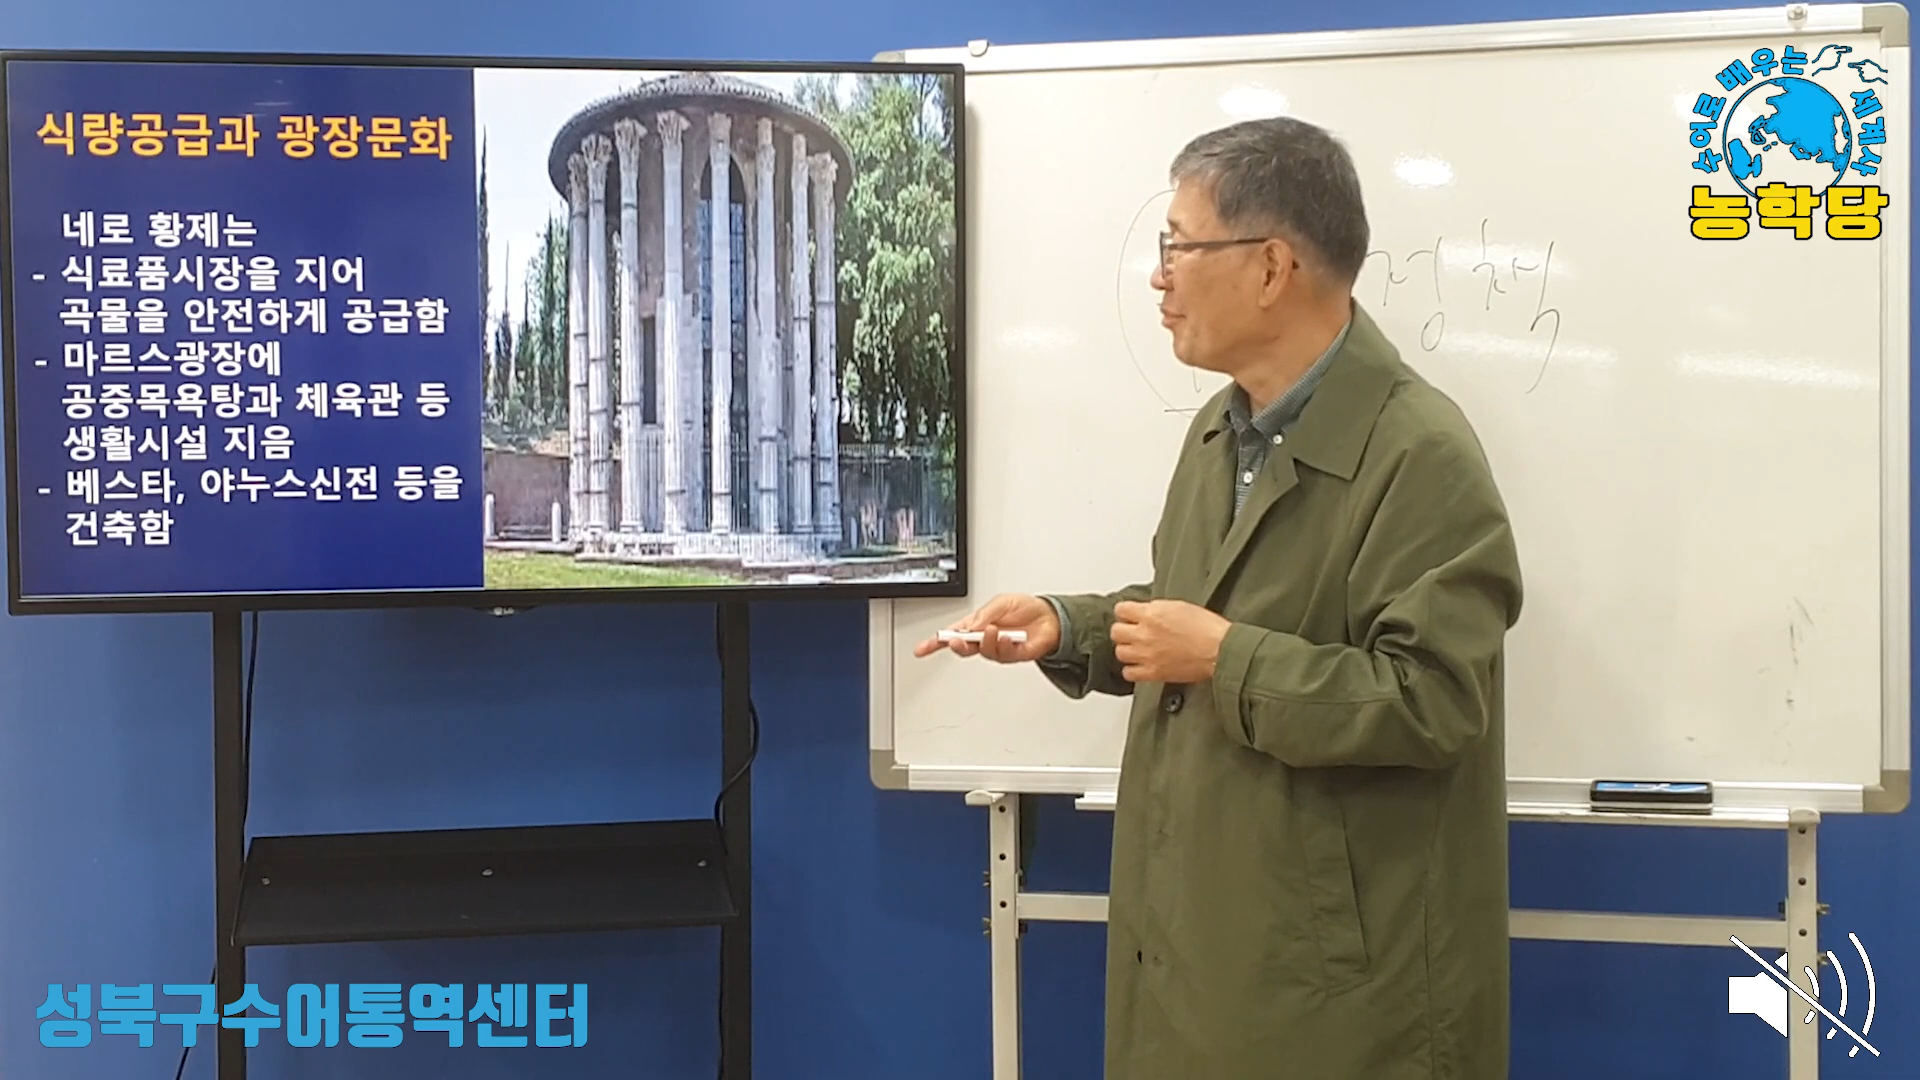 식량공급과 광장문화
네로 황제는
- 식료품시장을 지어
곡물을 안전하게 공급함
- 마르스광장에
공중목욕탕과 체육관 등
생활시설 지음
- 베스타, 야누스신전 등을
건축함
정책
수어로 배우는 세계사
농학당
성북구수어통역센터